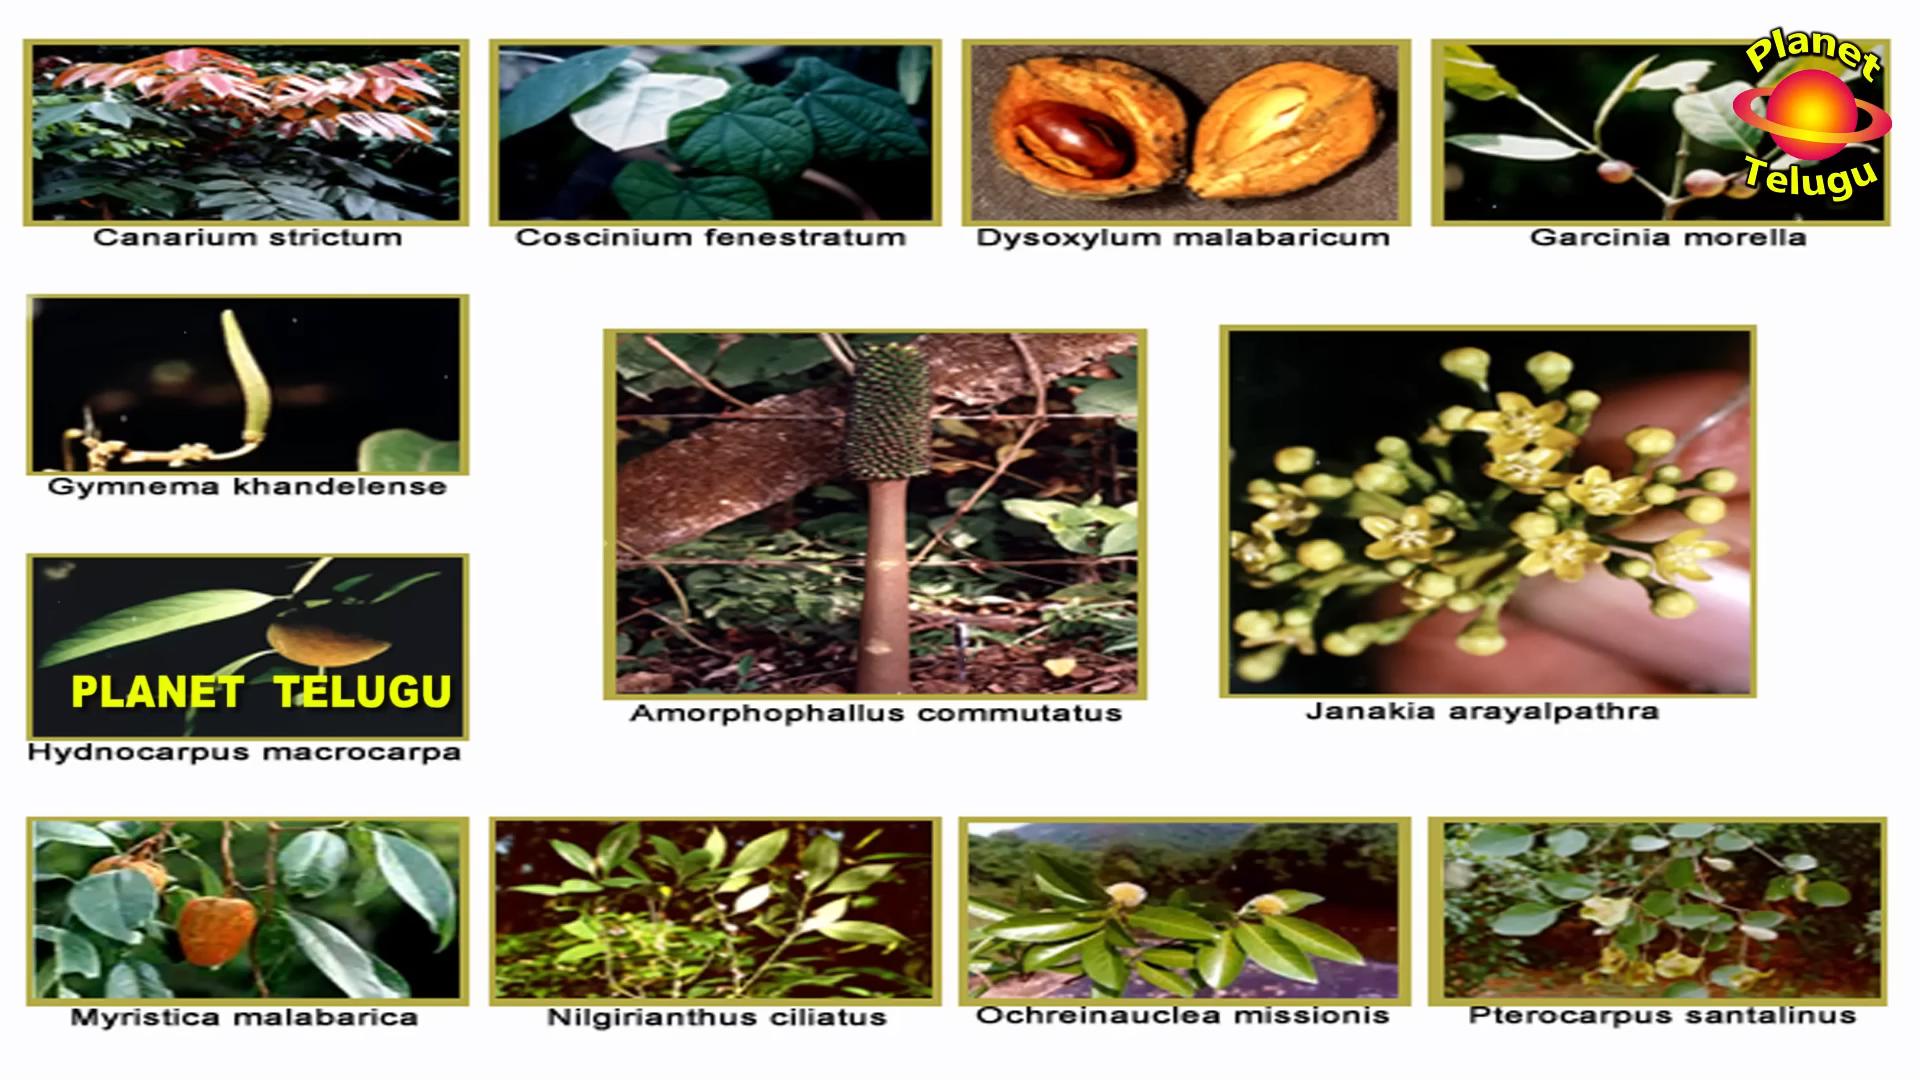 Planet
Telugu
Canarium strictum
Coscinium fenestratum
Dysoxylum malabaricum
Garcinia morella
Gymnema khandelense
PLANET TELUGU
Hydnocarpus macrocarpa
Amorphophallus commutatus
Janakia arayalpathra
Myristica malabarica
Nilgirianthus ciliatus
Ochreinauclea missionis
Pterocarpus santalinus